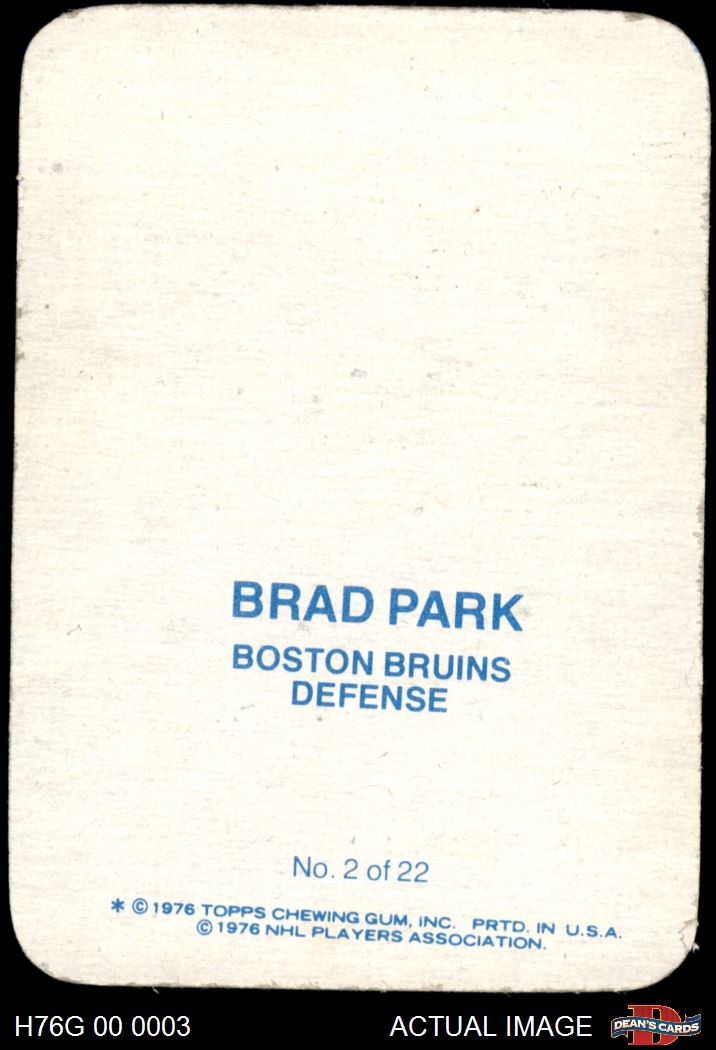 BRAD PARK
BOSTON BRUINS
DEFENSE
No. 2 of 22
* © 1976 TOPPS CHEWING GUM, INC. PRTD. IN U.S.A.
© 1976 NHL PLAYERS ASSOCIATION.
H76G 00 0003
ACTUAL IMAGE
D
DEAN'S CARDS